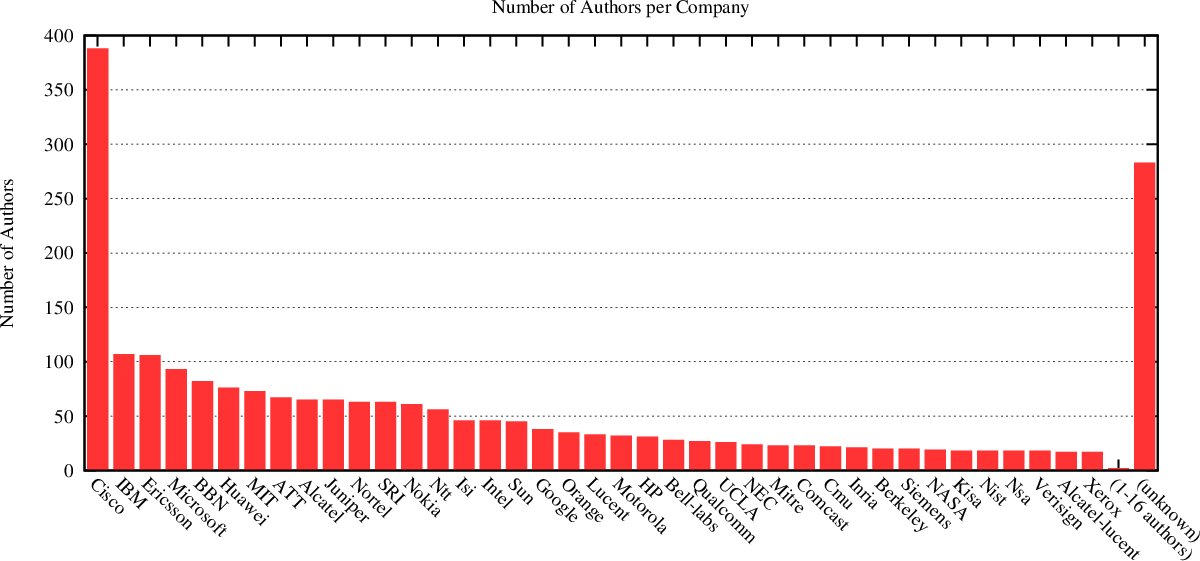 Number of Authors per Company
Number of Authors
400
350
300
250
200
150
100
50
0
Cisco
IBM
Ericsson
Microsoft
BBN
Huawei
MIT
ATT
Alcatel
Juniper
Nortel
SRI
Nokia
Ntt
Isi
Intel
Sun
Google
Orange
Lucent
Motorola
HP
Bell-labs
Qualcomm
UCLA
NEC
Mitre
Comcast
Cmu
Inria
Berkeley
Siemens
NASA
Kisa
Nist
Nsa
Verisign
Alcatel-lucent
Xerox
(1-16 authors)
(unknown)